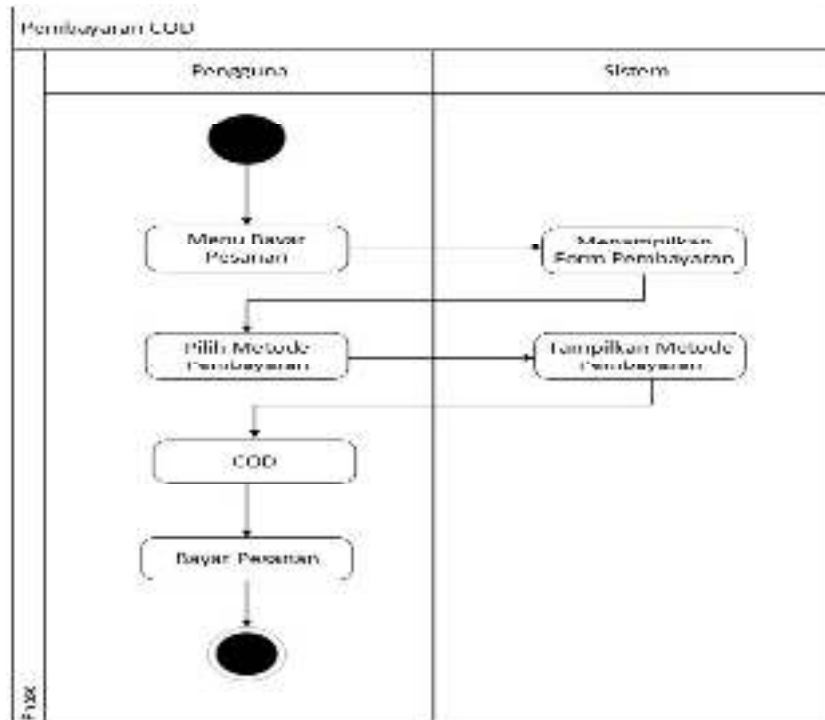 Pembayaran COD
Pengguna
Sistem
Menu Bayar
Pesanan
Menampilkan
Form Pembayaran
Pilih Metode
Pembayaran
Tampilkan Metode
Pembayaran
COD
Bayar Pesanan